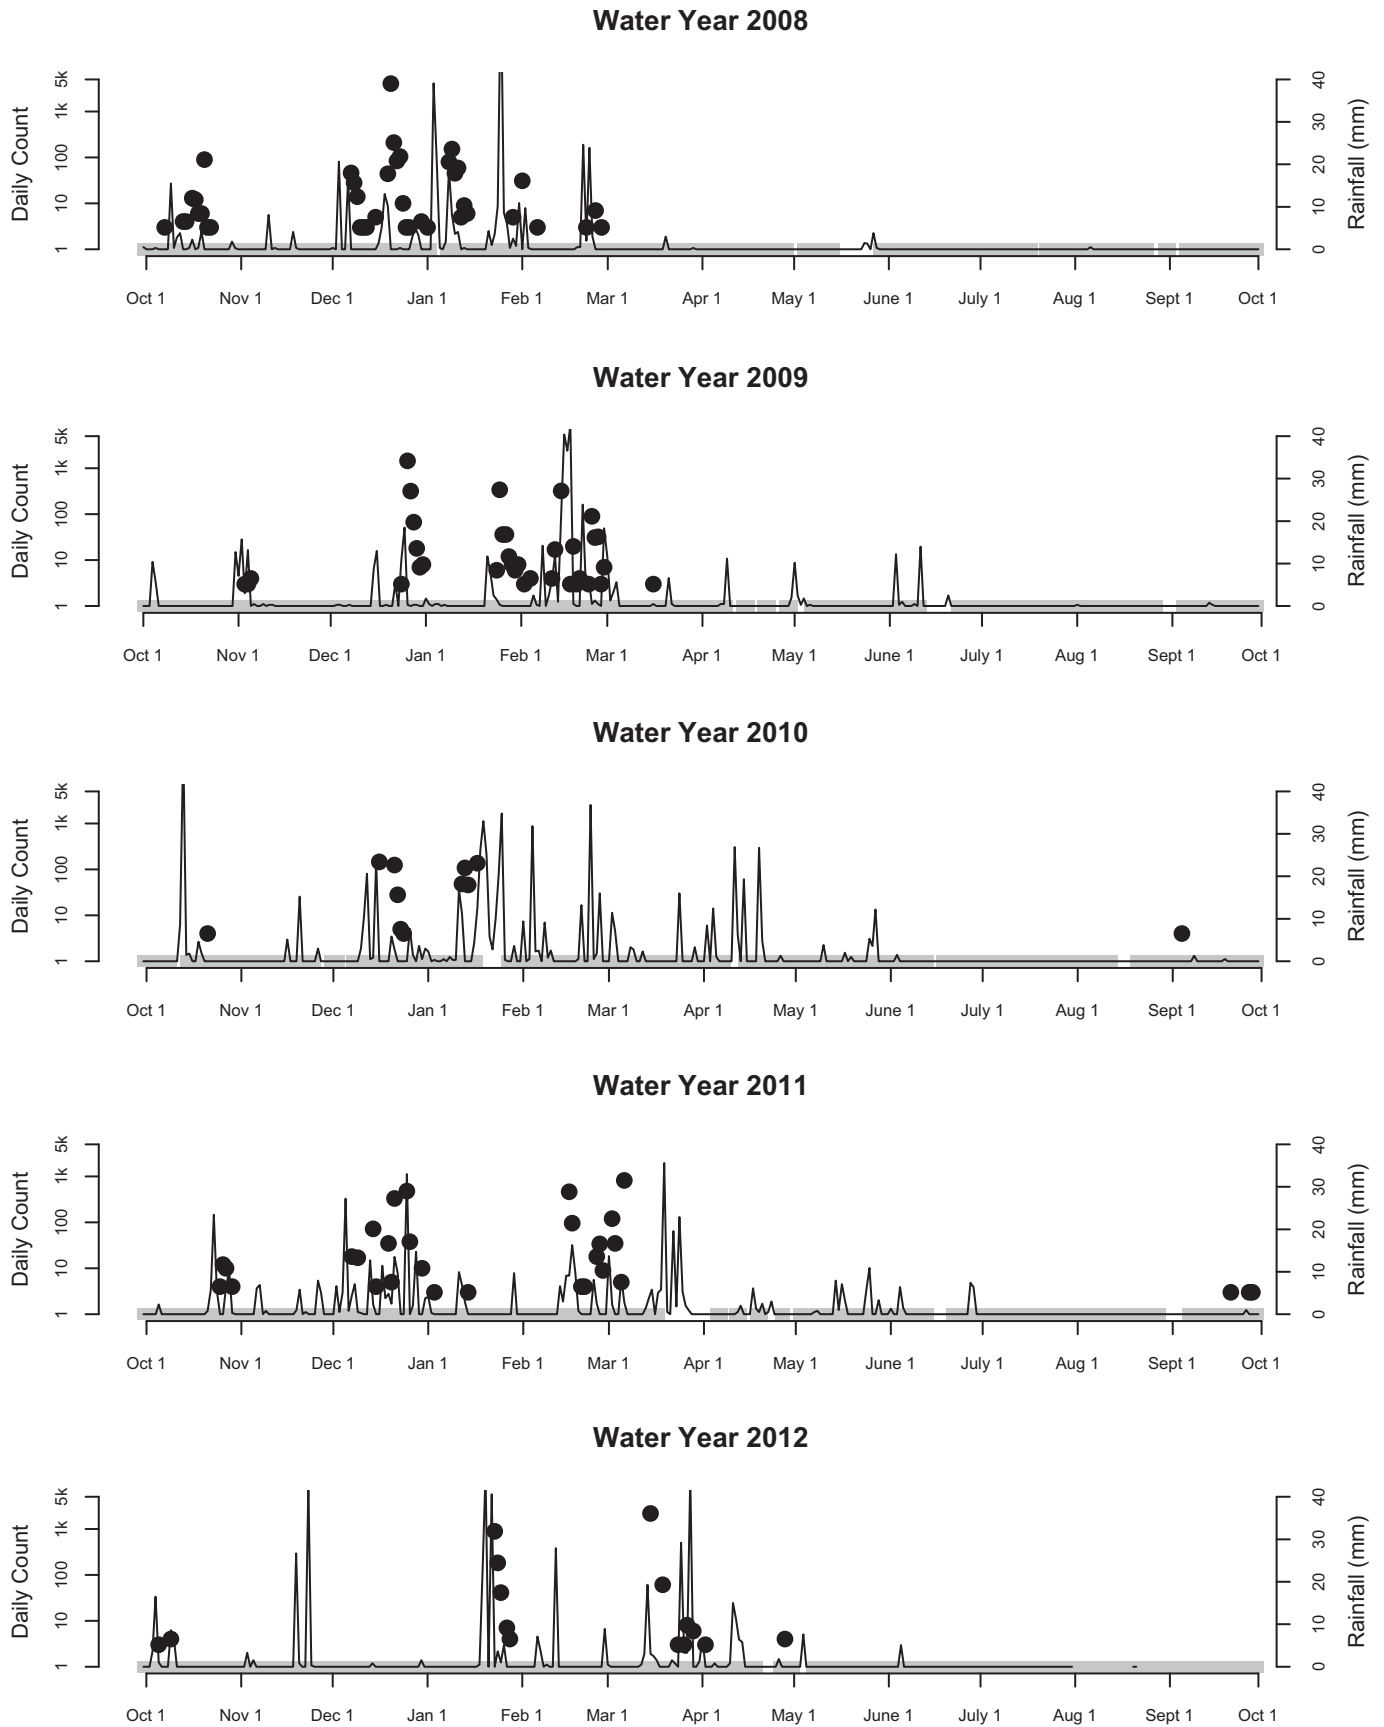 Water Year 2008
Daily Count
1 10 100 1k 5k
0 10 20 30 40
Rainfall (mm)
Oct 1 Nov 1 Dec 1 Jan 1 Feb 1 Mar 1 Apr 1 May 1 June 1 July 1 Aug 1 Sept 1 Oct 1
Water Year 2009
Daily Count
1 10 100 1k 5k
0 10 20 30 40
Rainfall (mm)
Oct 1 Nov 1 Dec 1 Jan 1 Feb 1 Mar 1 Apr 1 May 1 June 1 July 1 Aug 1 Sept 1 Oct 1
Water Year 2010
Daily Count
1 10 100 1k 5k
0 10 20 30 40
Rainfall (mm)
Oct 1 Nov 1 Dec 1 Jan 1 Feb 1 Mar 1 Apr 1 May 1 June 1 July 1 Aug 1 Sept 1 Oct 1
Water Year 2011
Daily Count
1 10 100 1k 5k
0 10 20 30 40
Rainfall (mm)
Oct 1 Nov 1 Dec 1 Jan 1 Feb 1 Mar 1 Apr 1 May 1 June 1 July 1 Aug 1 Sept 1 Oct 1
Water Year 2012
Daily Count
1 10 100 1k 5k
0 10 20 30 40
Rainfall (mm)
Oct 1 Nov 1 Dec 1 Jan 1 Feb 1 Mar 1 Apr 1 May 1 June 1 July 1 Aug 1 Sept 1 Oct 1